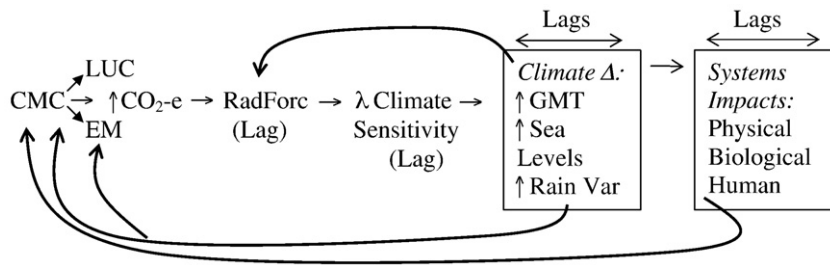 Lags
Lags
LUC
CMC → ↑CO₂-e → RadForc → λ Climate
EM
(Lag)
Sensitivity
(Lag)
Climate Δ:
↑ GMT
↑ Sea
Levels
↑ Rain Var
Systems
Impacts:
Physical
Biological
Human